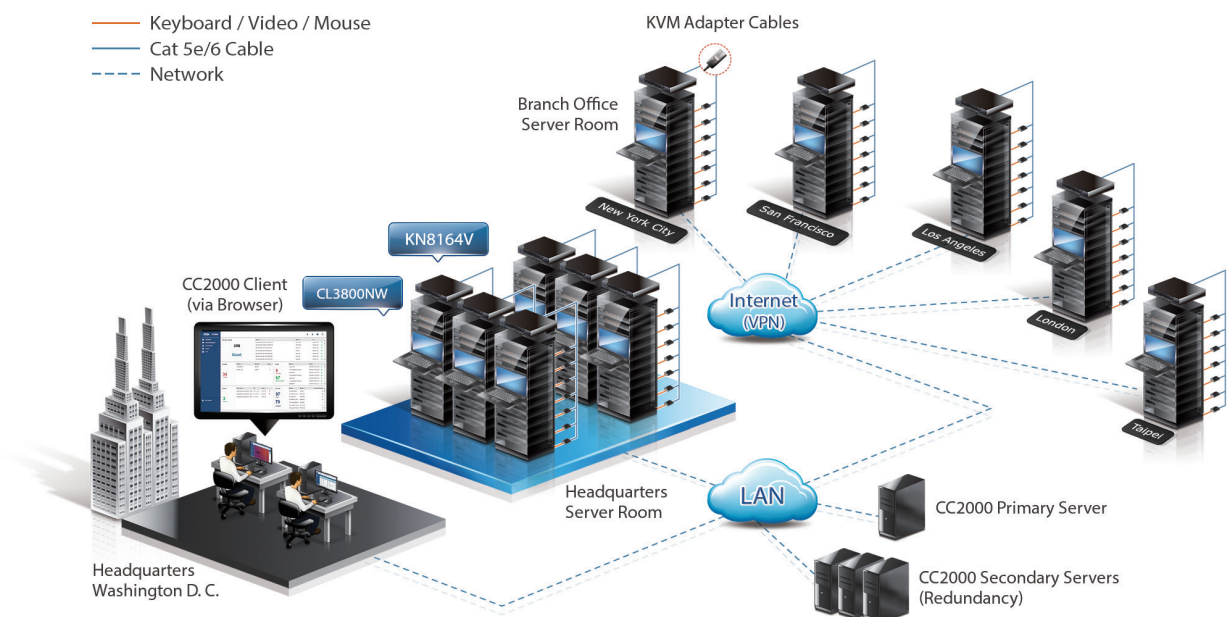 Keyboard / Video / Mouse
Cat 5e/6 Cable
Network
KVM Adapter Cables
Branch Office
Server Room
New York City
San Francisco
Los Angeles
London
Taipei
KN8164V
CL3800NW
CC2000 Client
(via Browser)
Internet
(VPN)
LAN
Headquarters
Server Room
CC2000 Primary Server
CC2000 Secondary Servers
(Redundancy)
Headquarters
Washington D. C.